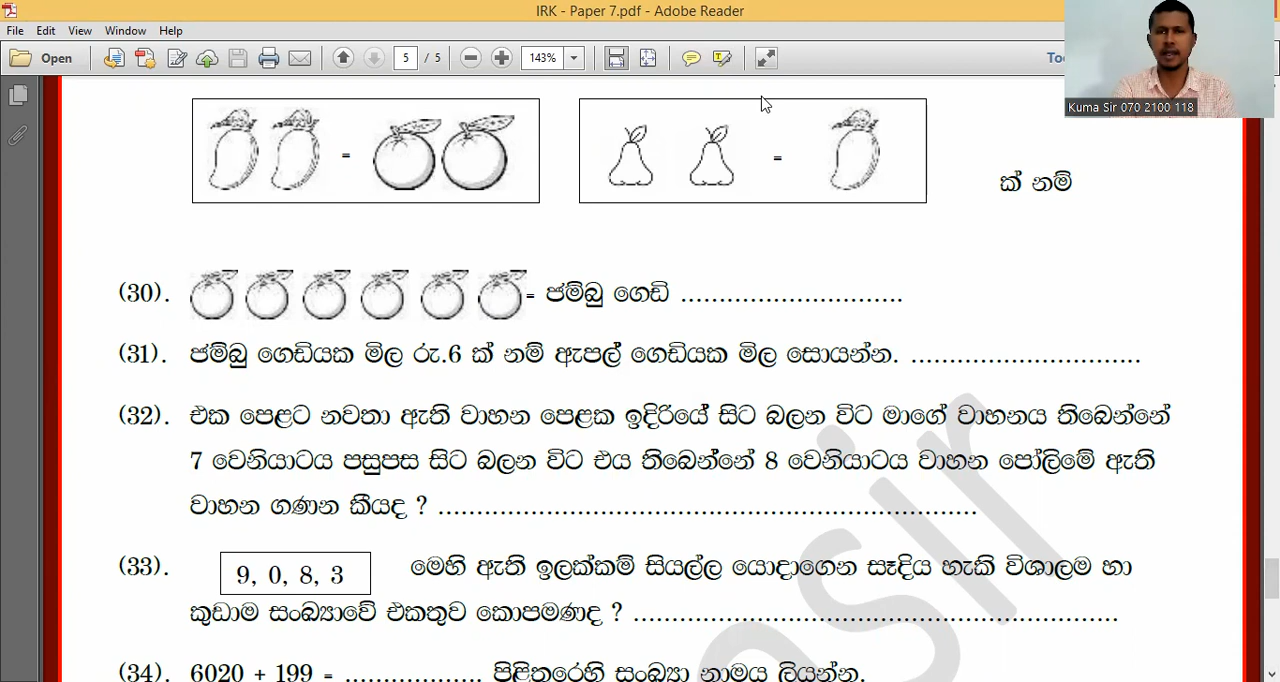 IRK - Paper 7.pdf - Adobe Reader
File Edit View Window Help
Open 5 / 5 143% To
Kuma Sir 070 2100 118
= =
ක් නම්
(30). = ජම්බු ගෙඩි ............................
(31). ජම්බු ගෙඩියක මිල රු.6 ක් නම් ඇපල් ගෙඩියක මිල සොයන්න. .............................
(32). එක පෙළට නවතා ඇති වාහන පෙළක ඉදිරියේ සිට බලන විට මාගේ වාහනය තිබෙන්නේ
7 වෙනියාටය පසුපස සිට බලන විට එය තිබෙන්නේ 8 වෙනියාටය වාහන පෝලිමේ ඇති
වාහන ගණන කීයද ? ......................................................................
(33). 9, 0, 8, 3 මෙහි ඇති ඉලක්කම් සියල්ල යොදාගෙන සෑදිය හැකි විශාලම හා
කුඩාම සංඛ්‍යාවේ එකතුව කොපමණද ? ...............................................................
(34). 6020 + 199 = .................. පිළිතුරෙහි සංඛ්‍යා නාමය ලියන්න.
sir